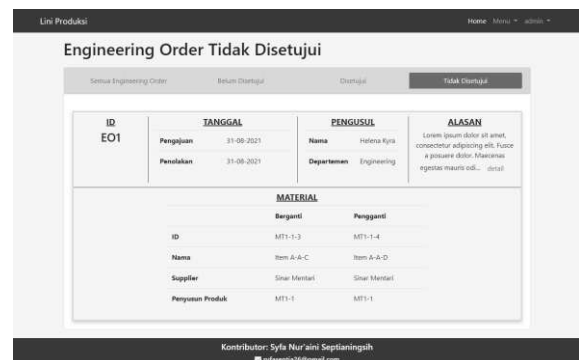 Lini Produksi Home Menu admin
Engineering Order Tidak Disetujui
Semua Engineering Order Belum Disetujui Disetujui Tidak Disetujui
ID TANGGAL PENGUSUL ALASAN
EO1 Pengajuan 31-08-2021 Nama Helena Kyra Lorem ipsum dolor sit amet,
consectetur adipiscing elit. Fusce
Penolakan 31-08-2021 Departemen Engineering a posuere dolor. Maecenas
egestas mauris odi... detail
MATERIAL
Berganti Pengganti
ID MT1-1-3 MT1-1-4
Nama Item A-A-C Item A-A-D
Supplier Sinar Mentari Sinar Mentari
Penyusun Produk MT1-1 MT1-1
Kontributor: Syfa Nur'aini Septianingsih